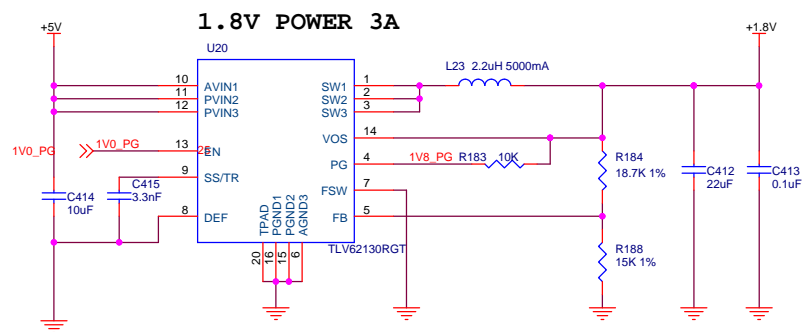 1.8V POWER 3A
+5V
+1.8V
U20
L23 2.2uH 5000mA
10 AVIN1 SW1 1
11 PVIN2 SW2 2
12 PVIN3 SW3 3
VOS 14
1V0_PG 1V0_PG 13 EN 25
PG 4 1V8_PG R183 10K
9 SS/TR
FSW 7
8 DEF
FB 5
C414
10uF
C415
3.3nF
R184
18.7K 1%
C412
22uF
C413
0.1uF
TPAD
PGND1
PGND2
AGND3
20
16
15
6
TLV62130RGT
R188
15K 1%